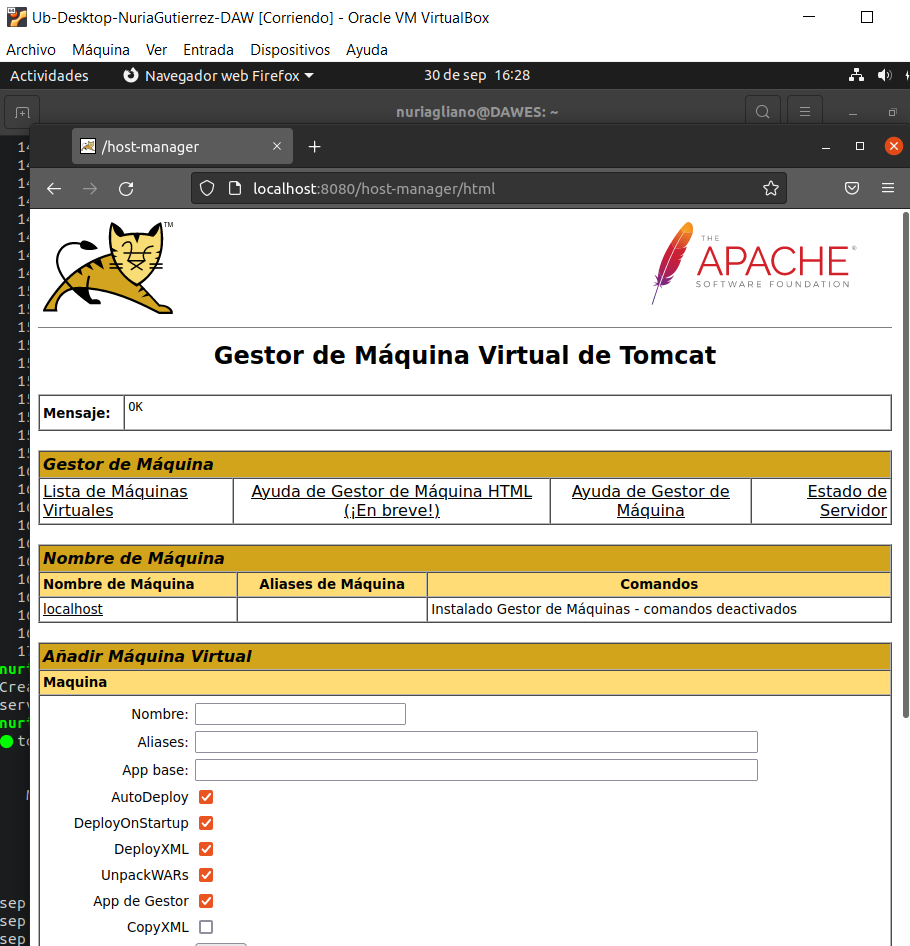 Ub-Desktop-NuriaGutierrez-DAW [Corriendo] - Oracle VM VirtualBox
Archivo Máquina Ver Entrada Dispositivos Ayuda
Actividades Navegador web Firefox 30 de sep 16:28
nuriagliano@DAWES: ~
/host-manager
localhost:8080/host-manager/html
TM
THE
APACHE®
SOFTWARE FOUNDATION
Gestor de Máquina Virtual de Tomcat
Mensaje: OK
Gestor de Máquina
Lista de Máquinas Virtuales Ayuda de Gestor de Máquina HTML (¡En breve!) Ayuda de Gestor de Máquina Estado de Servidor
Nombre de Máquina
Nombre de Máquina Aliases de Máquina Comandos
localhost Instalado Gestor de Máquinas - comandos deactivados
Añadir Máquina Virtual
Maquina
Nombre:
Aliases:
App base:
AutoDeploy
DeployOnStartup
DeployXML
UnpackWARs
App de Gestor
CopyXML
sep
sep
sep